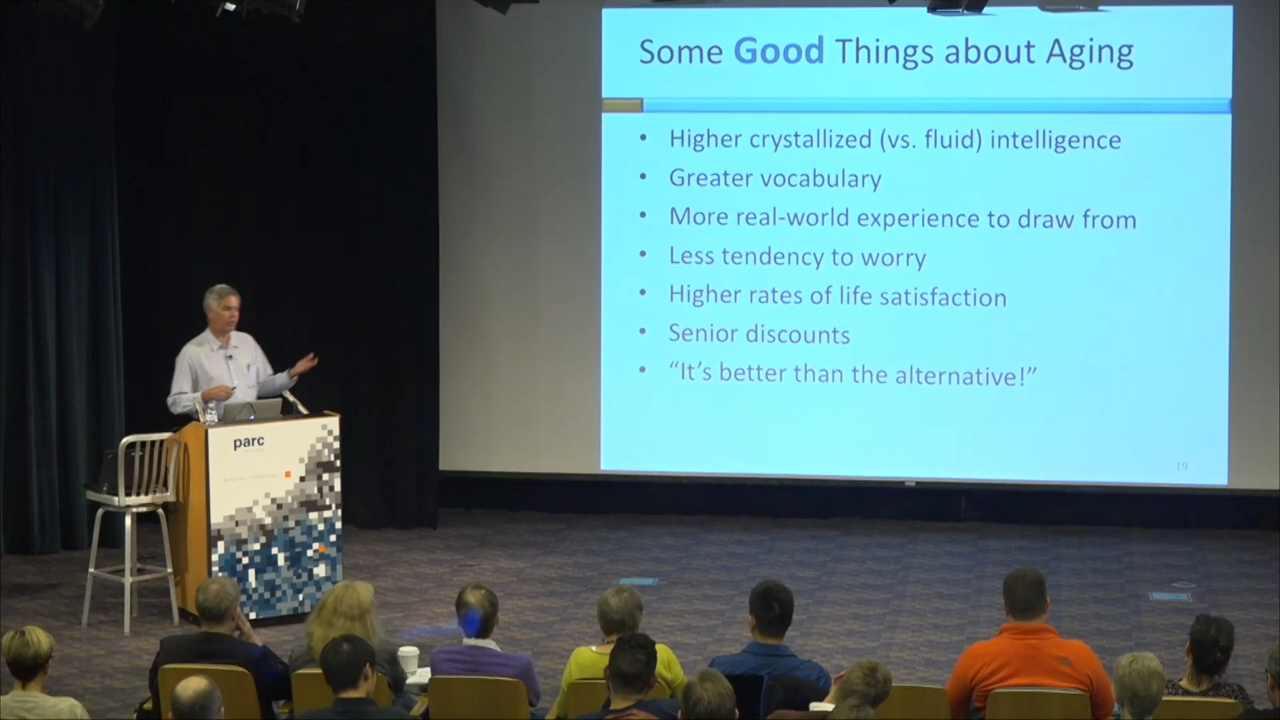 Some Good Things about Aging
• Higher crystallized (vs. fluid) intelligence
• Greater vocabulary
• More real-world experience to draw from
• Less tendency to worry
• Higher rates of life satisfaction
• Senior discounts
• “It’s better than the alternative!”
19
parc